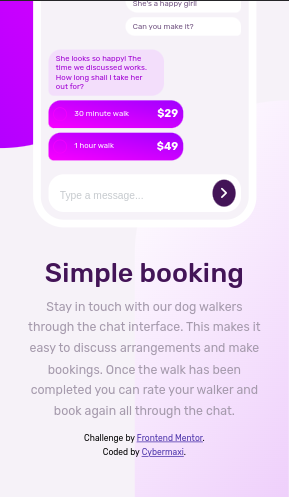 She's a happy girl!
Can you make it?
She looks so happy! The
time we discussed works.
How long shall I take her
out for?
30 minute walk $29
1 hour walk $49
Type a message...
Simple booking
Stay in touch with our dog walkers
through the chat interface. This makes it
easy to discuss arrangements and make
bookings. Once the walk has been
completed you can rate your walker and
book again all through the chat.
Challenge by Frontend Mentor.
Coded by Cybermaxi.